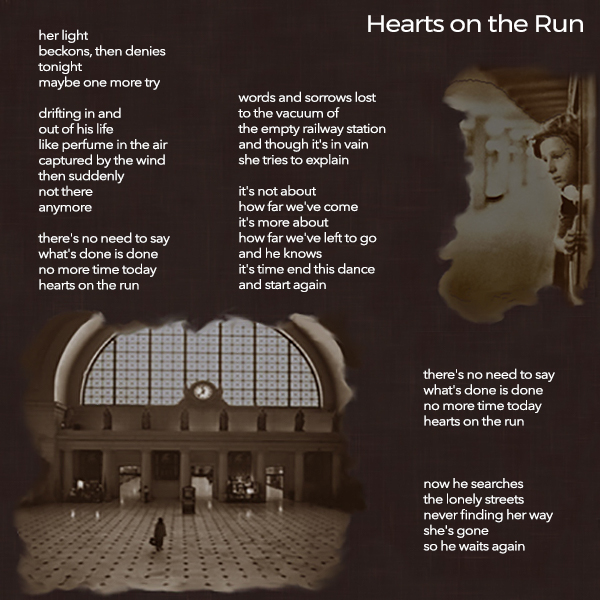 Hearts on the Run
her light
beckons, then denies
tonight
maybe one more try
drifting in and
out of his life
like perfume in the air
captured by the wind
then suddenly
not there
anymore
there's no need to say
what's done is done
no more time today
hearts on the run
words and sorrows lost
to the vacuum of
the empty railway station
and though it's in vain
she tries to explain
it's not about
how far we've come
it's more about
how far we've left to go
and he knows
it's time end this dance
and start again
there's no need to say
what's done is done
no more time today
hearts on the run
now he searches
the lonely streets
never finding her way
she's gone
so he waits again